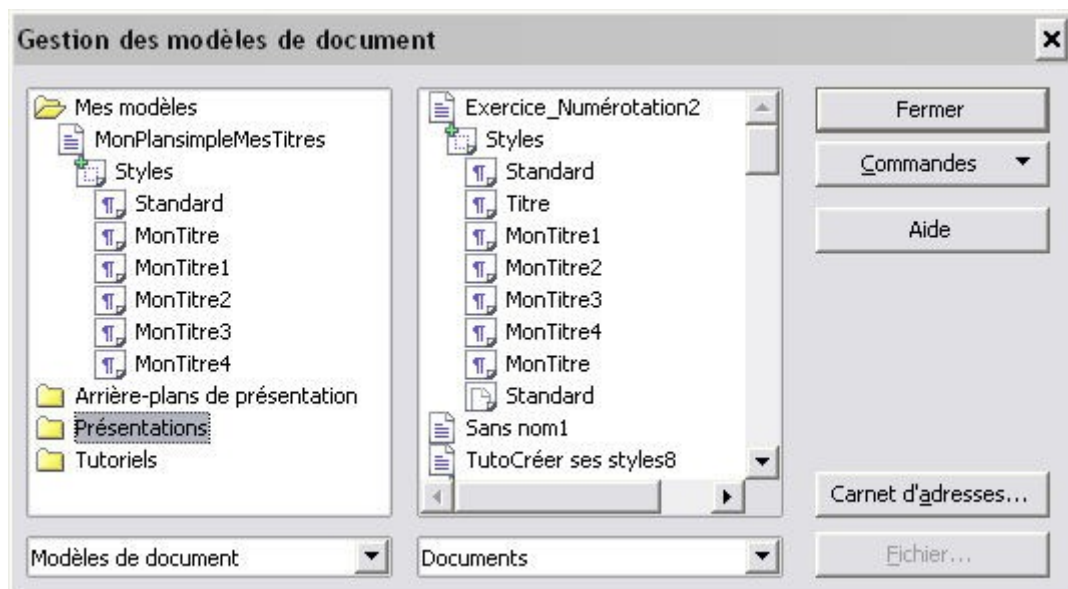 Gestion des modèles de document
Mes modèles
MonPlansimpleMesTitres
Styles
Standard
MonTitre
MonTitre1
MonTitre2
MonTitre3
MonTitre4
Arrière-plans de présentation
Présentations
Tutoriels
Modèles de document
Exercice_Numérotation2
Styles
Standard
Titre
MonTitre1
MonTitre2
MonTitre3
MonTitre4
MonTitre
Standard
Sans nom1
TutoCréer ses styles8
Documents
Fermer
Commandes
Aide
Carnet d'adresses...
Fichier...